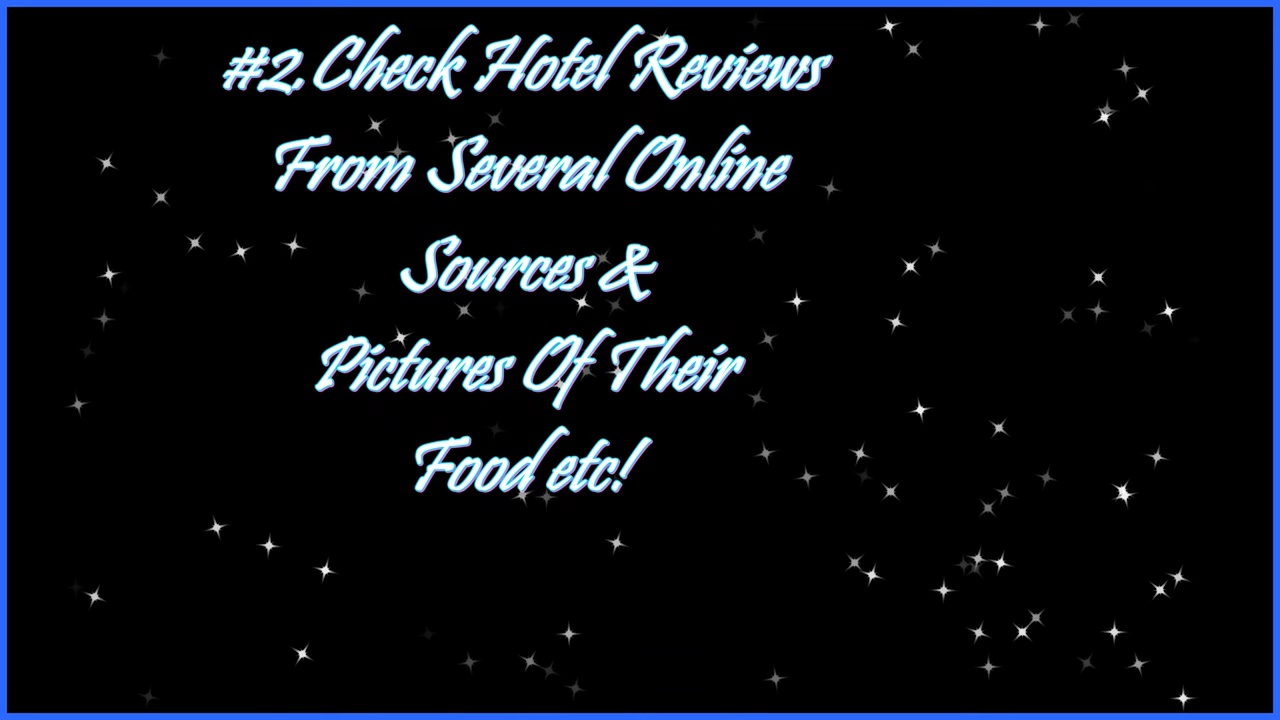 #2. Check Hotel Reviews
From Several Online
Sources &
Pictures Of Their
Food etc!